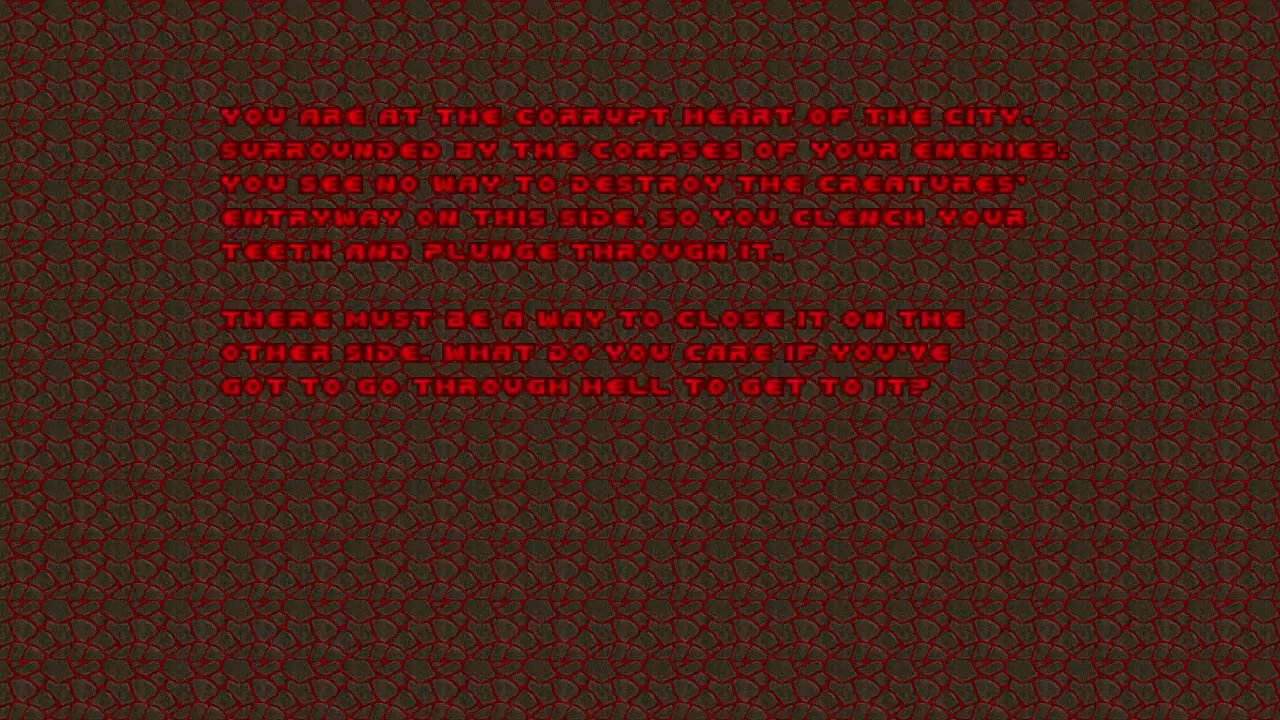 YOU ARE AT THE CORRUPT HEART OF THE CITY,
SURROUNDED BY THE CORPSES OF YOUR ENEMIES.
YOU SEE NO WAY TO DESTROY THE CREATURES'
ENTRYWAY ON THIS SIDE, SO YOU CLENCH YOUR
TEETH AND PLUNGE THROUGH IT.
THERE MUST BE A WAY TO CLOSE IT ON THE
OTHER SIDE. WHAT DO YOU CARE IF YOU'VE
GOT TO GO THROUGH HELL TO GET TO IT?